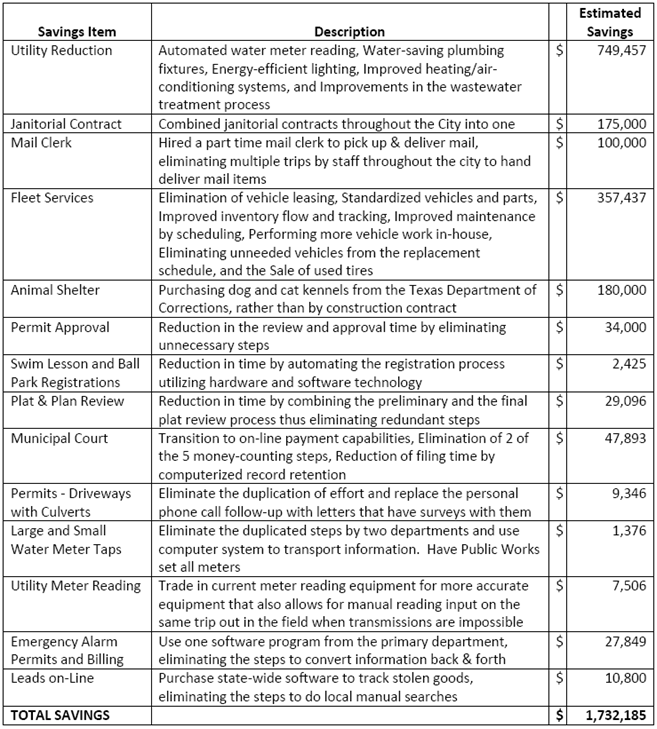 Savings Item Description Estimated Savings
Utility Reduction Automated water meter reading, Water-saving plumbing $ 749,457
fixtures, Energy-efficient lighting, Improved heating/air-
conditioning systems, and Improvements in the wastewater
treatment process
Janitorial Contract Combined janitorial contracts throughout the City into one $ 175,000
Mail Clerk Hired a part time mail clerk to pick up & deliver mail, $ 100,000
eliminating multiple trips by staff throughout the city to hand
deliver mail items
Fleet Services Elimination of vehicle leasing, Standardized vehicles and parts, $ 357,437
Improved inventory flow and tracking, Improved maintenance
by scheduling, Performing more vehicle work in-house,
Eliminating unneeded vehicles from the replacement
schedule, and the Sale of used tires
Animal Shelter Purchasing dog and cat kennels from the Texas Department of $ 180,000
Corrections, rather than by construction contract
Permit Approval Reduction in the review and approval time by eliminating $ 34,000
unnecessary steps
Swim Lesson and Ball Reduction in time by automating the registration process $ 2,425
Park Registrations utilizing hardware and software technology
Plat & Plan Review Reduction in time by combining the preliminary and the final $ 29,096
plat review process thus eliminating redundant steps
Municipal Court Transition to on-line payment capabilities, Elimination of 2 of $ 47,893
the 5 money-counting steps, Reduction of filing time by
computerized record retention
Permits - Driveways Eliminate the duplication of effort and replace the personal $ 9,346
with Culverts phone call follow-up with letters that have surveys with them
Large and Small Eliminate the duplicated steps by two departments and use $ 1,376
Water Meter Taps computer system to transport information. Have Public Works
set all meters
Utility Meter Reading Trade in current meter reading equipment for more accurate $ 7,506
equipment that also allows for manual reading input on the
same trip out in the field when transmissions are impossible
Emergency Alarm Use one software program from the primary department, $ 27,849
Permits and Billing eliminating the steps to convert information back & forth
Leads on-Line Purchase state-wide software to track stolen goods, $ 10,800
eliminating the steps to do local manual searches
TOTAL SAVINGS $ 1,732,185